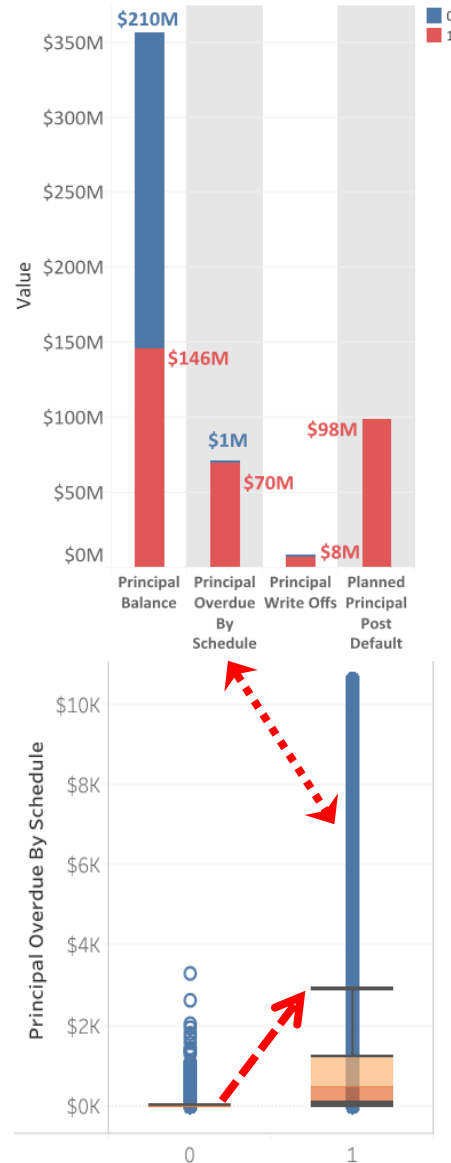 $210M
0
1
$350M
$300M
$250M
$200M
$150M
$100M
$50M
$0M
Value
$146M
$1M
$70M
$8M
$98M
Principal Balance
Principal Overdue By Schedule
Principal Write Offs
Planned Principal Post Default
$10K
$8K
$6K
$4K
$2K
$0K
Principal Overdue By Schedule
0
1